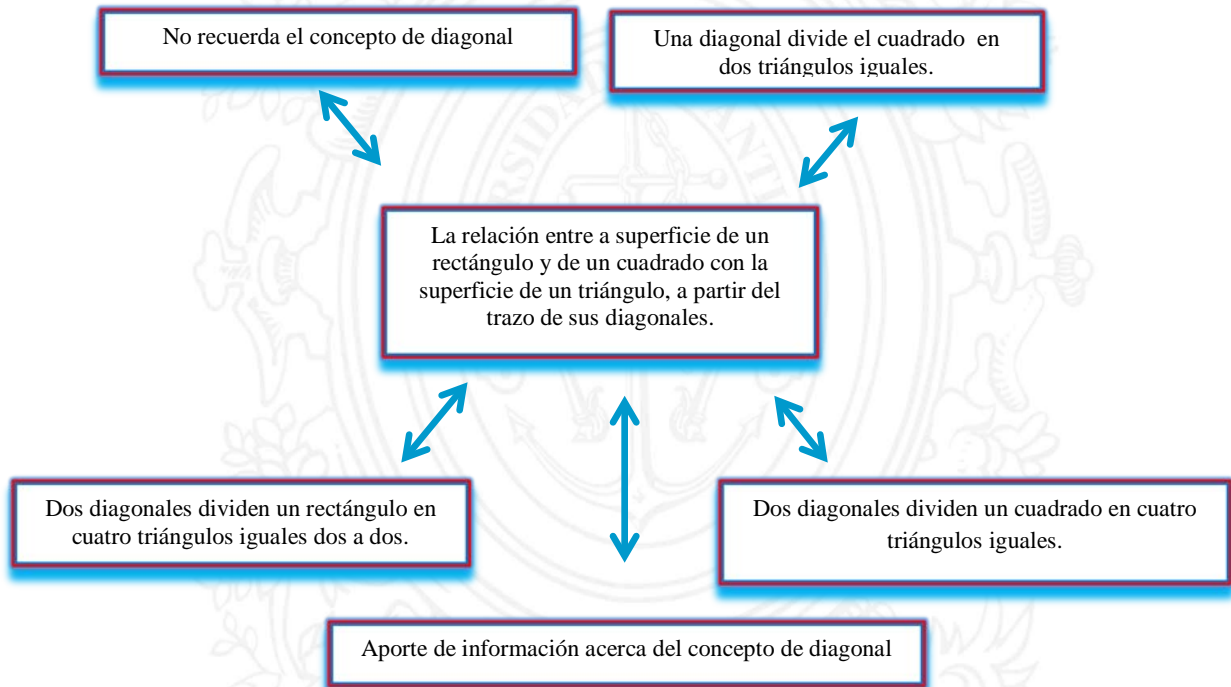 No recuerda el concepto de diagonal
Una diagonal divide el cuadrado en
dos triángulos iguales.
La relación entre a superficie de un
rectángulo y de un cuadrado con la
superficie de un triángulo, a partir del
trazo de sus diagonales.
Dos diagonales dividen un rectángulo en
cuatro triángulos iguales dos a dos.
Dos diagonales dividen un cuadrado en cuatro
triángulos iguales.
Aporte de información acerca del concepto de diagonal